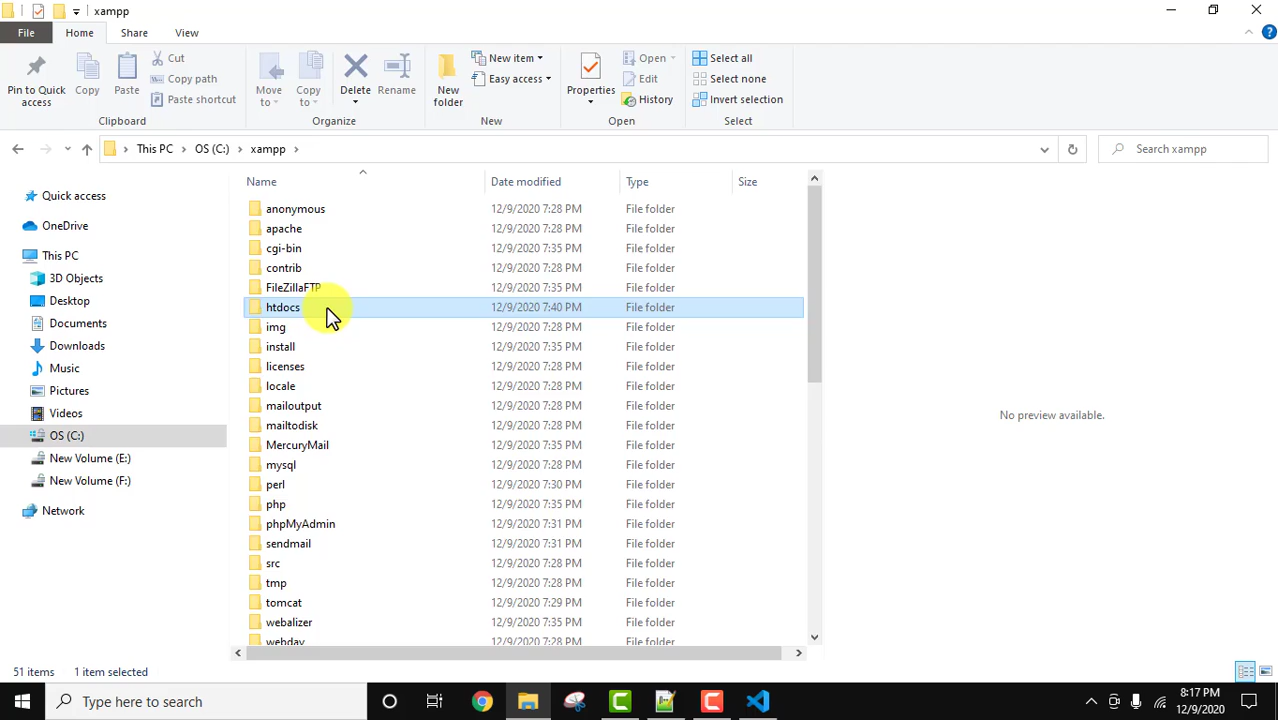 xampp
File Home Share View
Pin to Quick access
Copy
Paste
Cut
Copy path
Paste shortcut
Clipboard
Move to
Copy to
Delete
Rename
Organize
New folder
New item
Easy access
New
Properties
Open
Edit
History
Open
Select all
Select none
Invert selection
Select
This PC > OS (C:) > xampp >
Search xampp
Quick access
OneDrive
This PC
3D Objects
Desktop
Documents
Downloads
Music
Pictures
Videos
OS (C:)
New Volume (E:)
New Volume (F:)
Network
Name Date modified Type Size
anonymous 12/9/2020 7:28 PM File folder
apache 12/9/2020 7:28 PM File folder
cgi-bin 12/9/2020 7:35 PM File folder
contrib 12/9/2020 7:28 PM File folder
FileZillaFTP 12/9/2020 7:35 PM File folder
htdocs 12/9/2020 7:40 PM File folder
img 12/9/2020 7:28 PM File folder
install 12/9/2020 7:35 PM File folder
licenses 12/9/2020 7:28 PM File folder
locale 12/9/2020 7:28 PM File folder
mailoutput 12/9/2020 7:28 PM File folder
mailtodisk 12/9/2020 7:28 PM File folder
MercuryMail 12/9/2020 7:35 PM File folder
mysql 12/9/2020 7:28 PM File folder
perl 12/9/2020 7:30 PM File folder
php 12/9/2020 7:35 PM File folder
phpMyAdmin 12/9/2020 7:31 PM File folder
sendmail 12/9/2020 7:31 PM File folder
src 12/9/2020 7:28 PM File folder
tmp 12/9/2020 7:28 PM File folder
tomcat 12/9/2020 7:29 PM File folder
webalizer 12/9/2020 7:35 PM File folder
webdav 12/9/2020 7:28 PM File folder
No preview available.
51 items 1 item selected
Type here to search
8:17 PM
12/9/2020